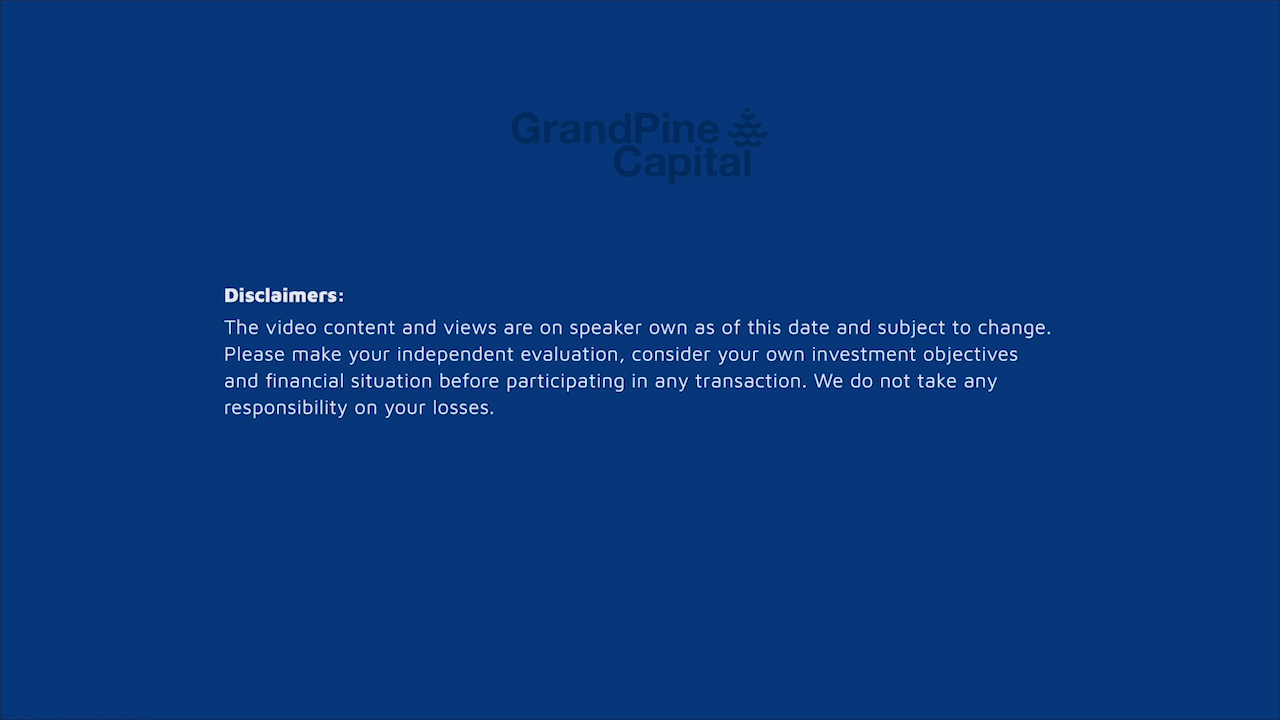 GrandPine
Capital
Disclaimers:
The video content and views are on speaker own as of this date and subject to change.
Please make your independent evaluation, consider your own investment objectives
and financial situation before participating in any transaction. We do not take any
responsibility on your losses.